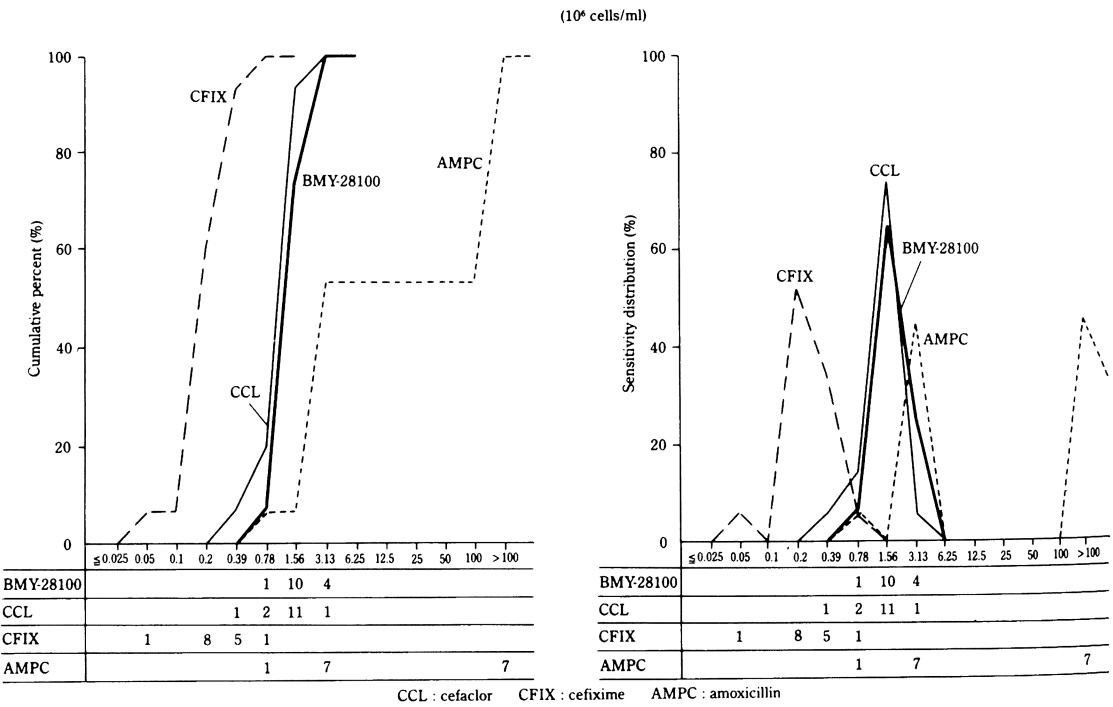 (10⁶ cells/ml)
100
80
60
40
20
0
Cumulative percent (%)
CFIX
AMPC
BMY-28100
CCL
≦0.025 0.05 0.1 0.2 0.39 0.78 1.56 3.13 6.25 12.5 25 50 100 >100
BMY-28100 1 10 4
CCL 1 2 11 1
CFIX 1 8 5 1
AMPC 1 7 7
100
80
60
40
20
0
Sensitivity distribution (%)
CCL
BMY-28100
CFIX
AMPC
≦0.025 0.05 0.1 0.2 0.39 0.78 1.56 3.13 6.25 12.5 25 50 100 >100
BMY-28100 1 10 4
CCL 1 2 11 1
CFIX 1 8 5 1
AMPC 1 7 7
CCL : cefaclor CFIX : cefixime AMPC : amoxicillin